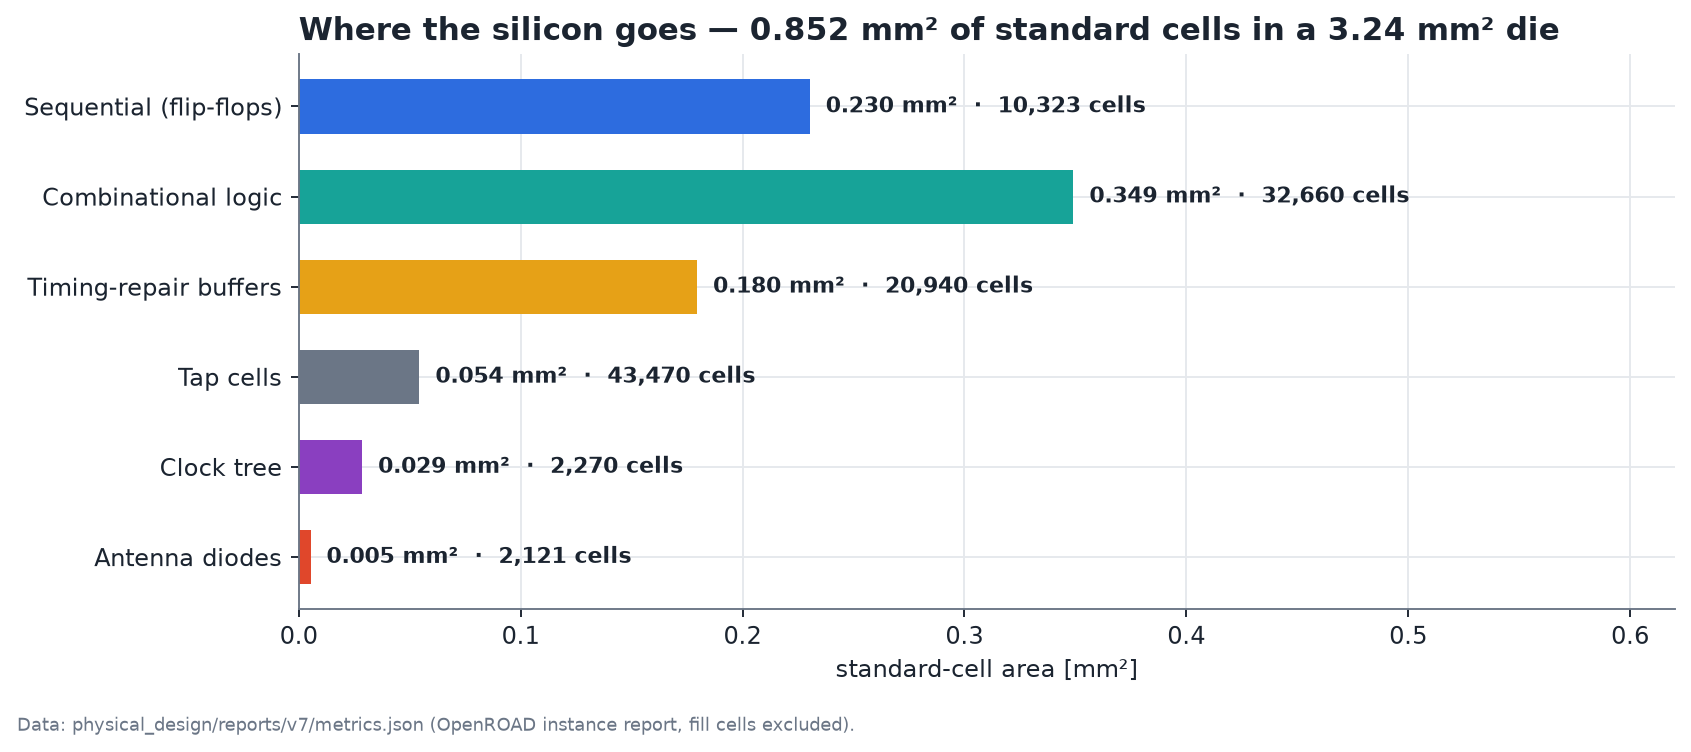 Where the silicon goes — 0.852 mm² of standard cells in a 3.24 mm² die
Sequential (flip-flops)
0.230 mm² · 10,323 cells
Combinational logic
0.349 mm² · 32,660 cells
Timing-repair buffers
0.180 mm² · 20,940 cells
Tap cells
0.054 mm² · 43,470 cells
Clock tree
0.029 mm² · 2,270 cells
Antenna diodes
0.005 mm² · 2,121 cells
0.0 0.1 0.2 0.3 0.4 0.5 0.6
standard-cell area [mm²]
Data: physical_design/reports/v7/metrics.json (OpenROAD instance report, fill cells excluded).